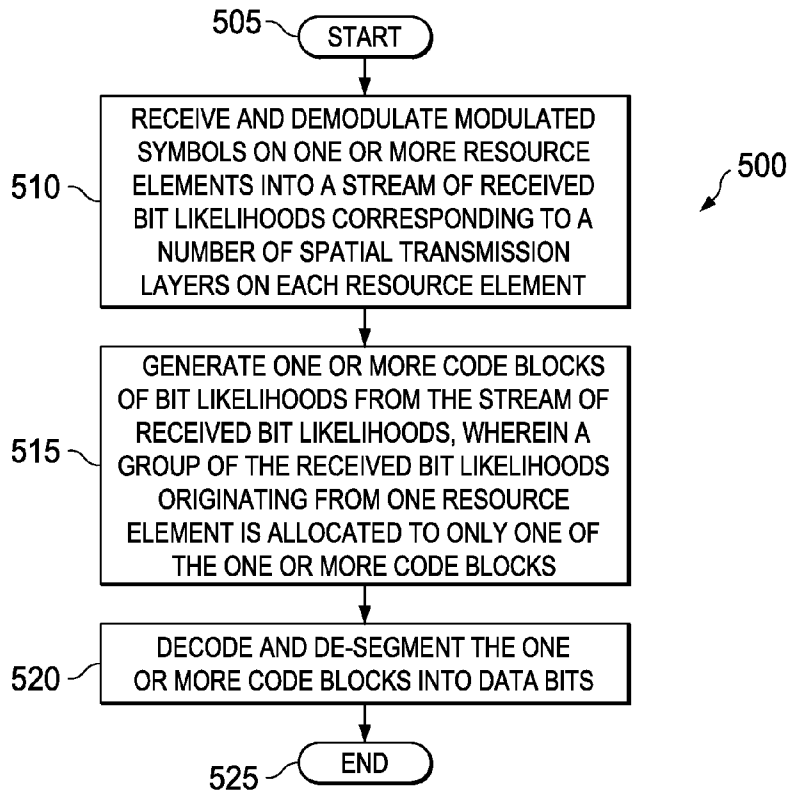 505
START
RECEIVE AND DEMODULATE MODULATED
SYMBOLS ON ONE OR MORE RESOURCE
ELEMENTS INTO A STREAM OF RECEIVED
BIT LIKELIHOODS CORRESPONDING TO A
NUMBER OF SPATIAL TRANSMISSION
LAYERS ON EACH RESOURCE ELEMENT
510
500
GENERATE ONE OR MORE CODE BLOCKS
OF BIT LIKELIHOODS FROM THE STREAM OF
RECEIVED BIT LIKELIHOODS, WHEREIN A
GROUP OF THE RECEIVED BIT LIKELIHOODS
ORIGINATING FROM ONE RESOURCE
ELEMENT IS ALLOCATED TO ONLY ONE OF
THE ONE OR MORE CODE BLOCKS
515
DECODE AND DE-SEGMENT THE ONE
OR MORE CODE BLOCKS INTO DATA BITS
520
END
525